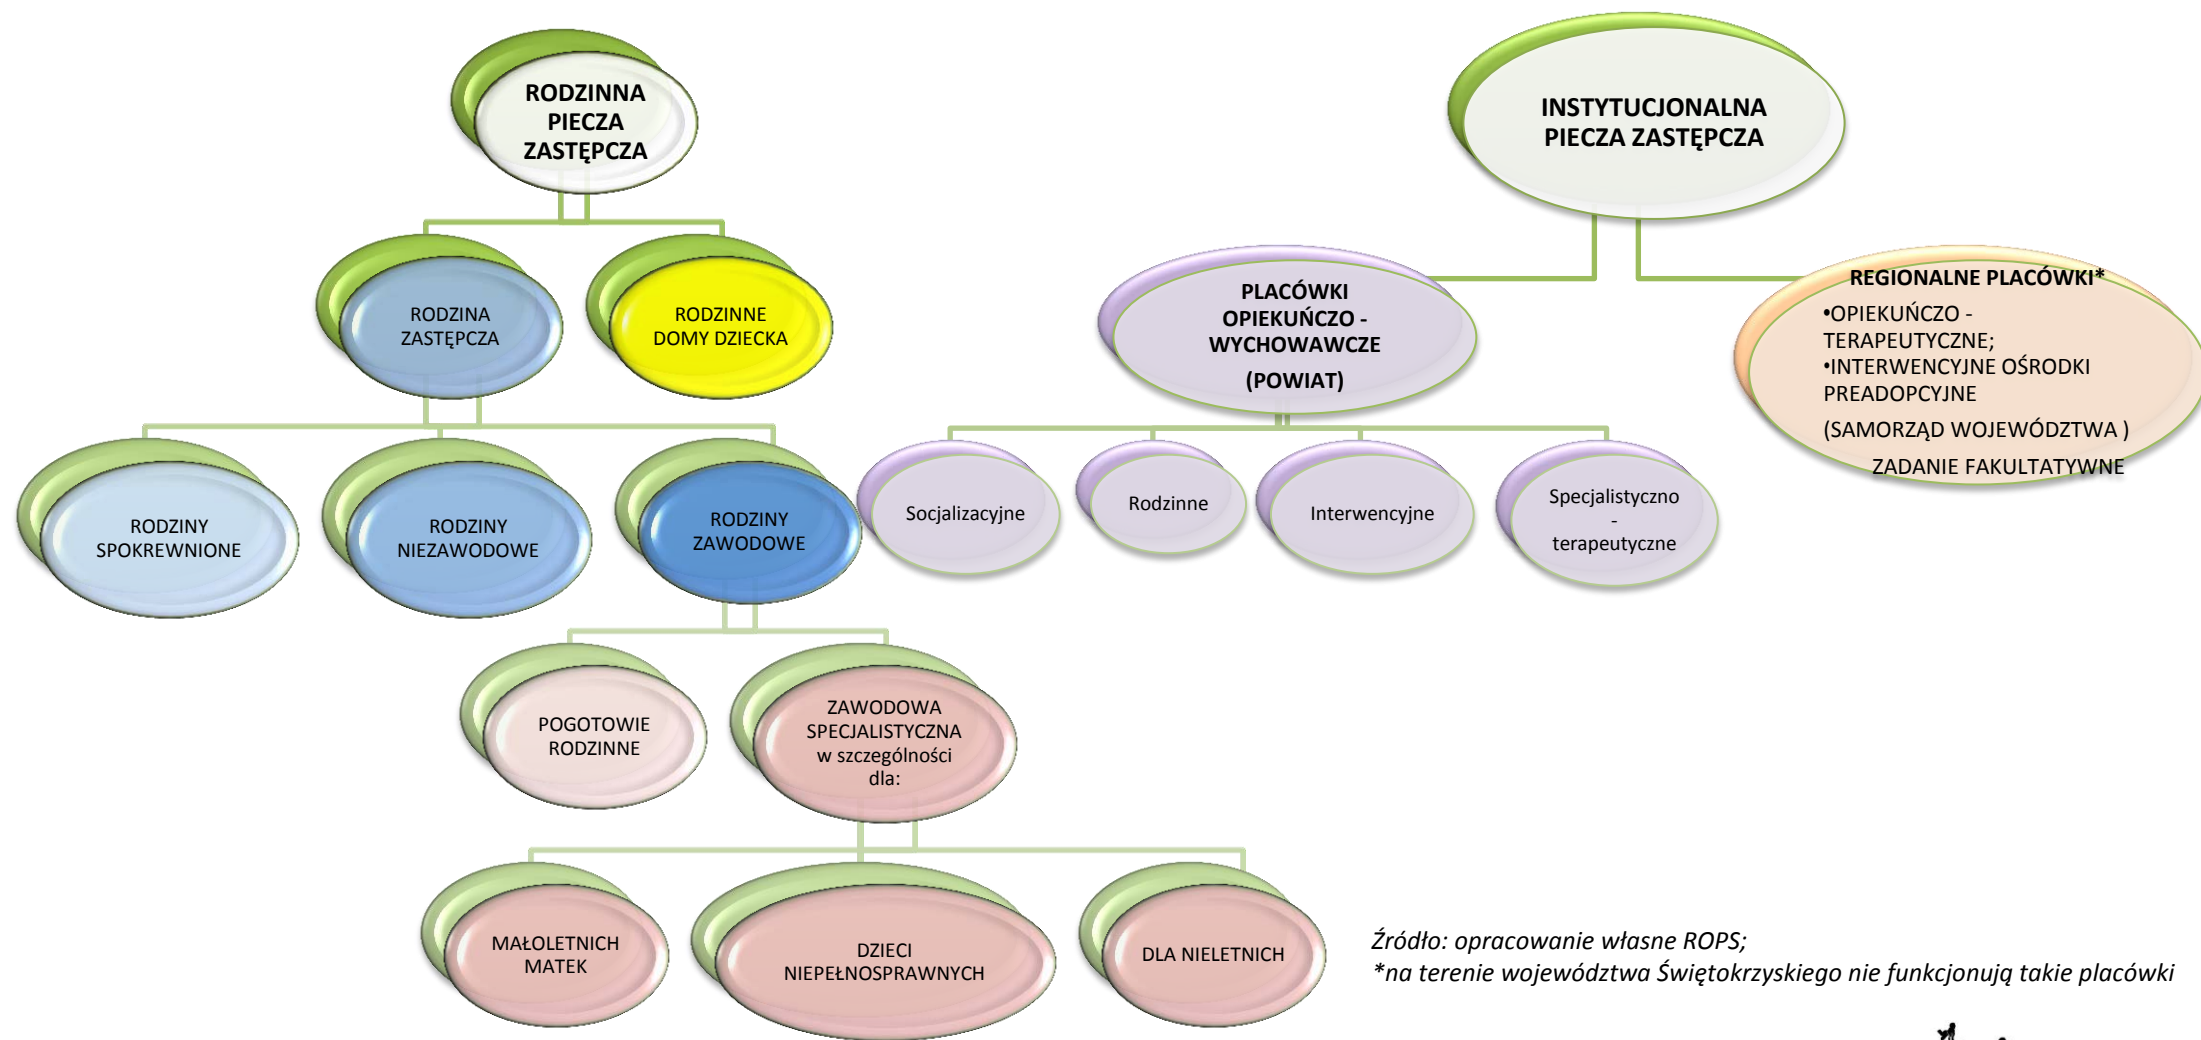 RODZINNA
PIECZA
ZASTĘPCZA
INSTYTUCJONALNA
PIECZA ZASTĘPCZA
RODZINA
ZASTĘPCZA
RODZINNE
DOMY DZIECKA
PLACÓWKI
OPIEKUŃCZO -
WYCHOWAWCZE
(POWIAT)
REGIONALNE PLACÓWKI*
•OPIEKUŃCZO -
TERAPEUTYCZNE;
•INTERWENCYJNE OŚRODKI
PREADOPCYJNE
(SAMORZĄD WOJEWÓDZTWA )
ZADANIE FAKULTATYWNE
RODZINY
SPOKREWNIONE
RODZINY
NIEZAWODOWE
RODZINY
ZAWODOWE
Socjalizacyjne
Rodzinne
Interwencyjne
Specjalistyczno
-
terapeutyczne
POGOTOWIE
RODZINNE
ZAWODOWA
SPECJALISTYCZNA
w szczególności
dla:
MAŁOLETNICH
MATEK
DZIECI
NIEPEŁNOSPRAWNYCH
DLA NIELETNICH
Źródło: opracowanie własne ROPS;
*na terenie województwa Świętokrzyskiego nie funkcjonują takie placówki